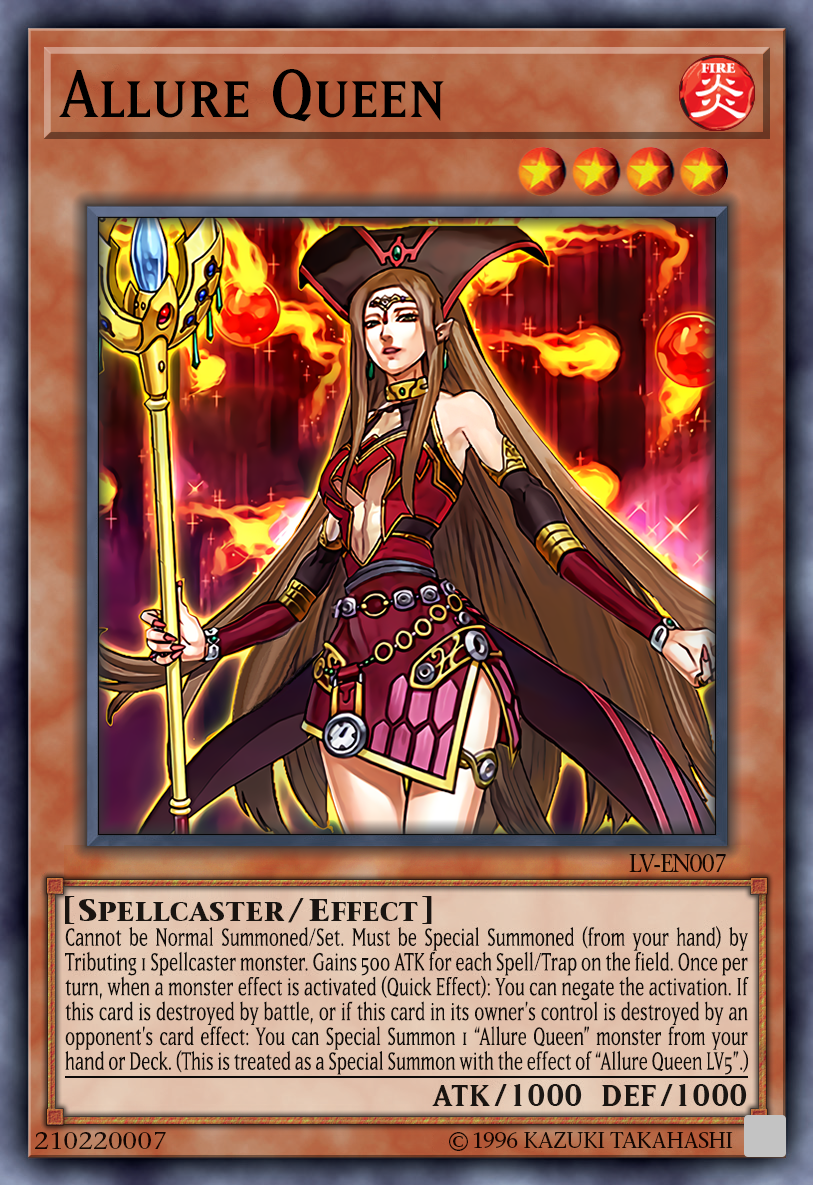 Allure Queen
FIRE
炎
LV-EN007
[Spellcaster/Effect]
Cannot be Normal Summoned/Set. Must be Special Summoned (from your hand) by
Tributing 1 Spellcaster monster. Gains 500 ATK for each Spell/Trap on the field. Once per
turn, when a monster effect is activated (Quick Effect): You can negate the activation. If
this card is destroyed by battle, or if this card in its owner's control is destroyed by an
opponent's card effect: You can Special Summon 1 “Allure Queen” monster from your
hand or Deck. (This is treated as a Special Summon with the effect of “Allure Queen LV5”.)
ATK/1000 DEF/1000
210220007
© 1996 KAZUKI TAKAHASHI